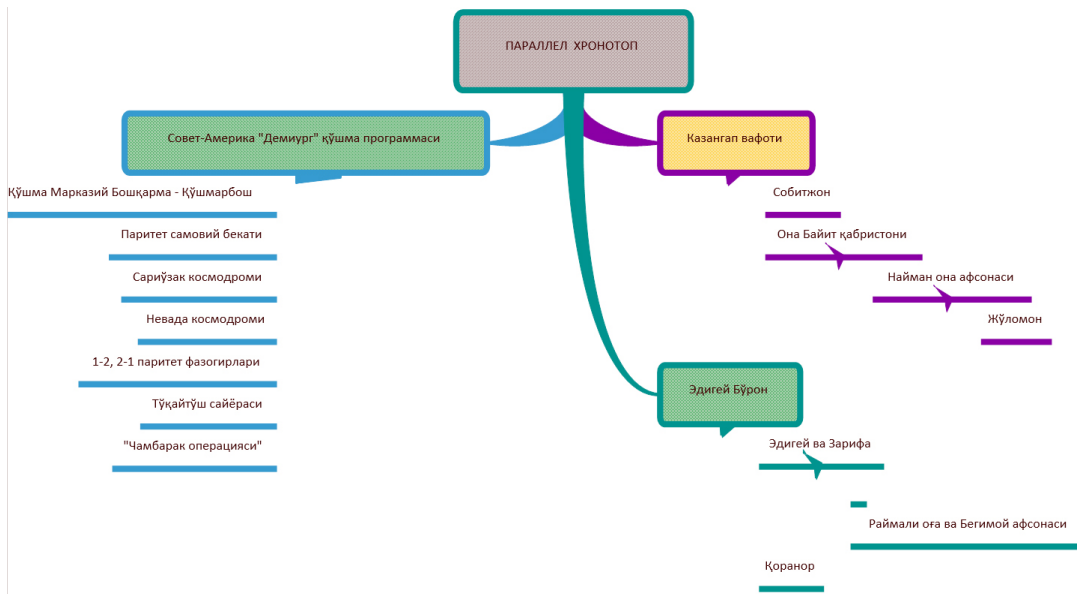 ПАРАЛЛЕЛ ХРОНОТОП
Совет-Америка "Демиург" қўшма программаси
Қўшма Марказий Бошқарма - Қўшмарбош
Паритет самовий бекати
Сариўзак космодроми
Невада космодроми
1-2, 2-1 паритет фазогирлари
Тўқайтўш сайёраси
"Чамбарак операцияси"
Казангап вафоти
Собитжон
Она Байит қабристони
Найман она афсонаси
Жўломон
Эдигей Бўрон
Эдигей ва Зарифа
Раймали оға ва Бегимой афсонаси
Қоранор